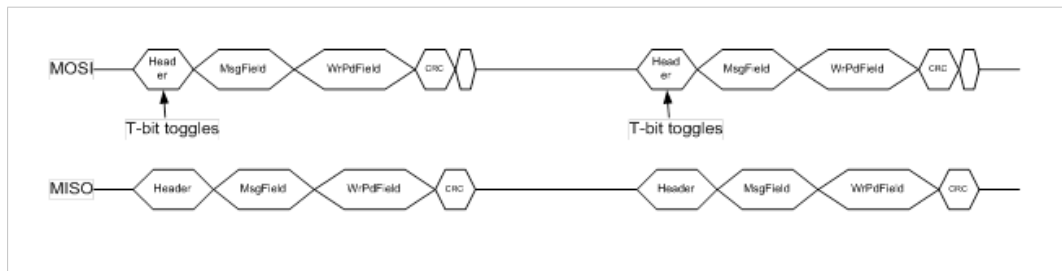 MOSI
Head
er
MsgField
WrPdField
CRC
Head
er
MsgField
WrPdField
CRC
T-bit toggles
T-bit toggles
MISO
Header
MsgField
WrPdField
CRC
Header
MsgField
WrPdField
CRC